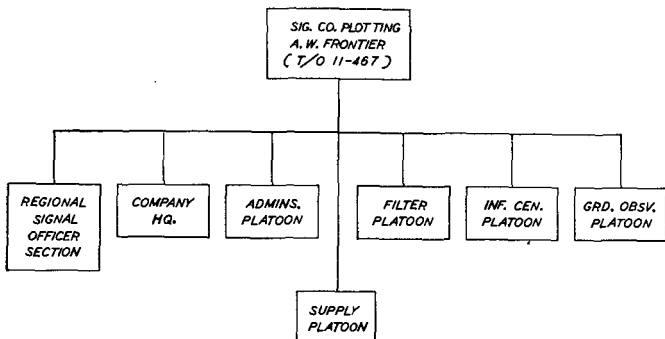 SIG. CO. PLOTTING
A. W. FRONTIER
( T/O 11-467 )
REGIONAL
SIGNAL
OFFICER
SECTION
COMPANY
HQ.
ADMINS.
PLATOON
FILTER
PLATOON
INF. CEN.
PLATOON
GRD. OBSV.
PLATOON
SUPPLY
PLATOON